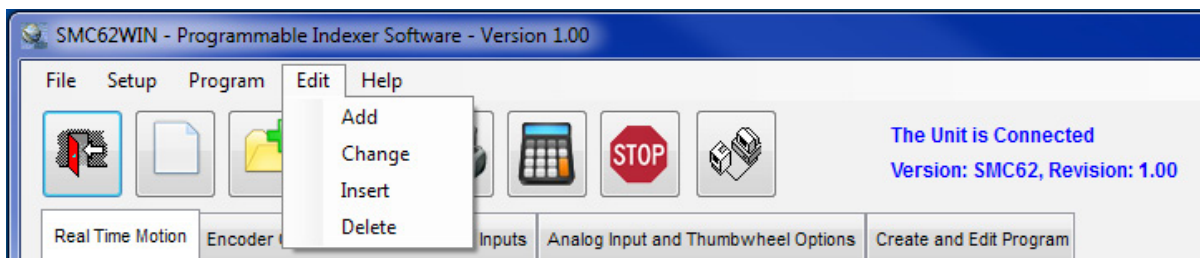 SMC62WIN - Programmable Indexer Software - Version 1.00
File Setup Program Edit Help
Add
Change
Insert
Delete
STOP
The Unit is Connected
Version: SMC62, Revision: 1.00
Real Time Motion Encoder Inputs Analog Input and Thumbwheel Options Create and Edit Program